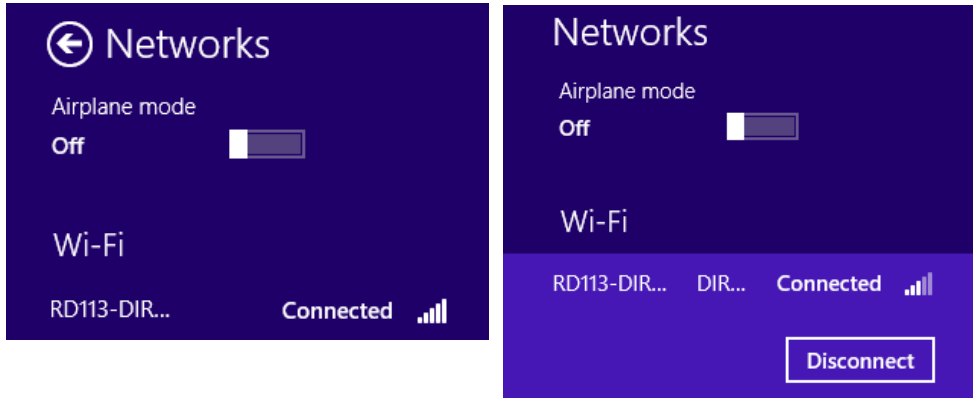 Networks
Airplane mode
Off
Wi-Fi
RD113-DIR... Connected
Networks
Airplane mode
Off
Wi-Fi
RD113-DIR... DIR... Connected
Disconnect